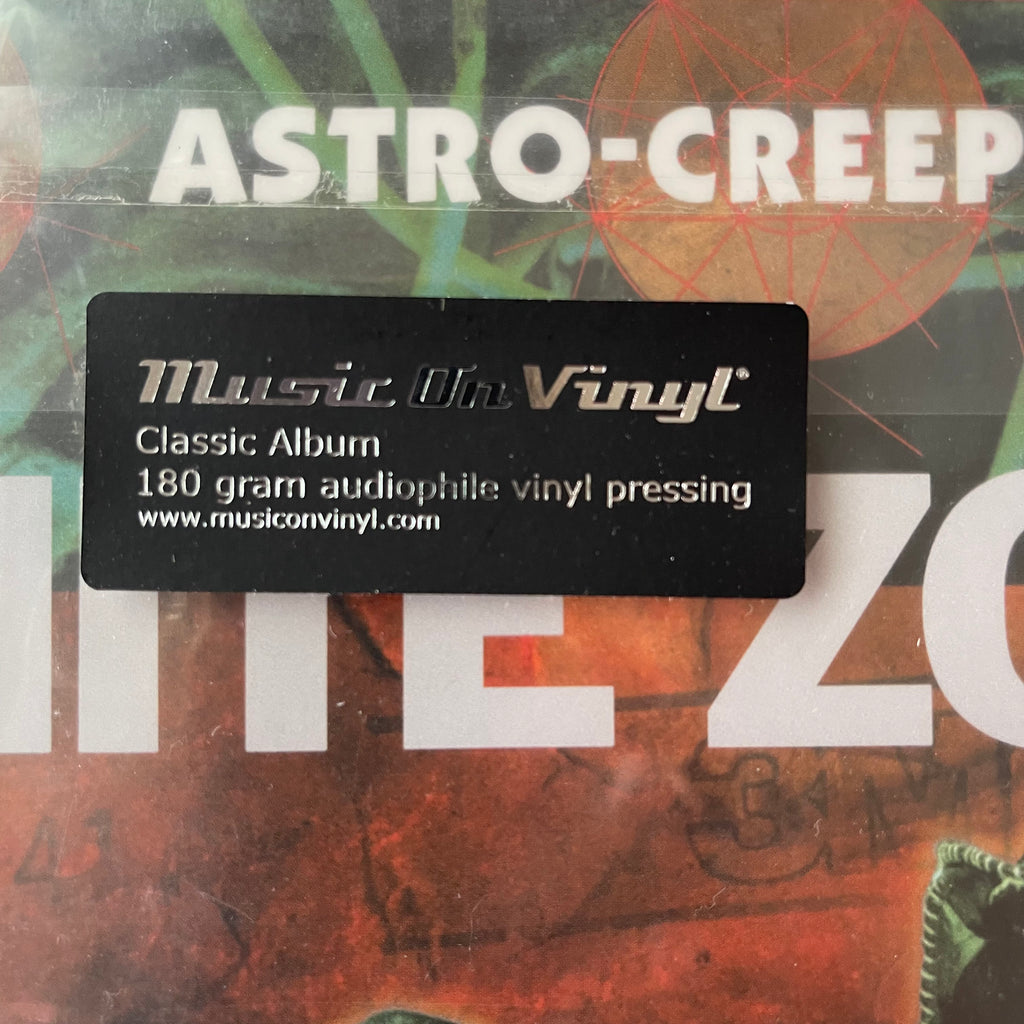 ASTRO-CREEP
Music On Vinyl®
Classic Album
180 gram audiophile vinyl pressing
www.musiconvinyl.com
ITE ZO